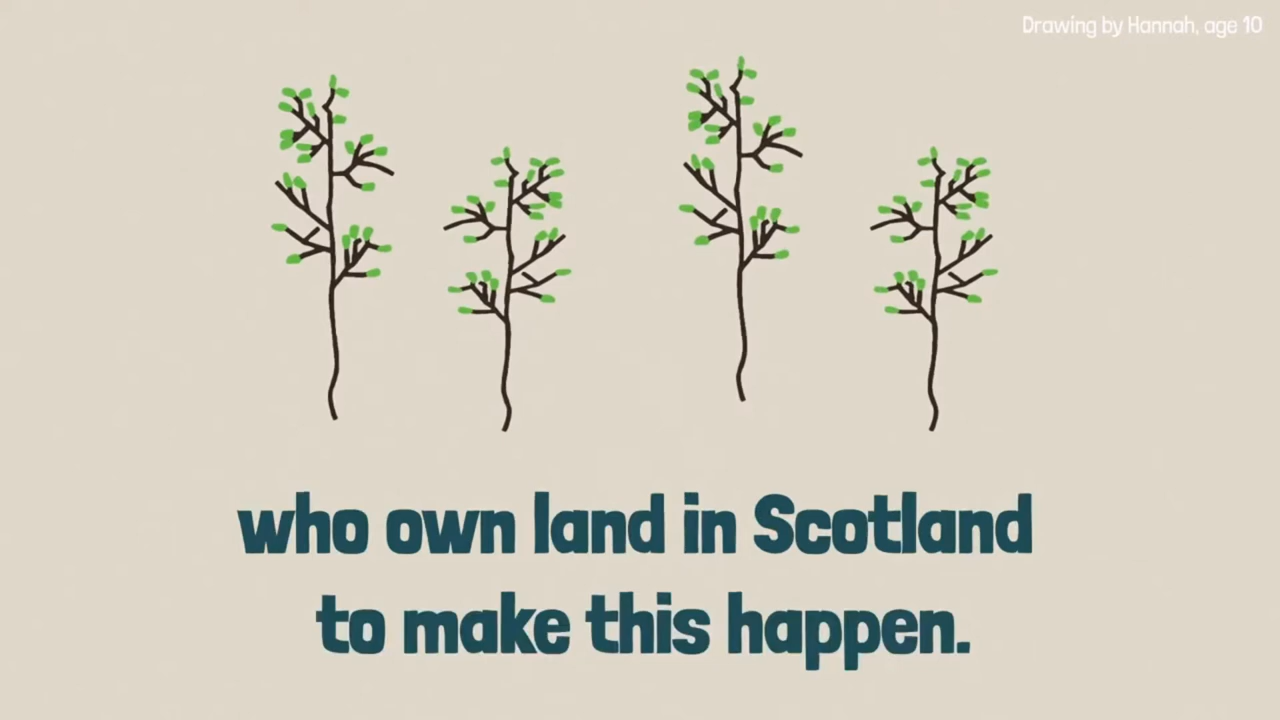 Drawing by Hannah, age 10
who own land in Scotland
to make this happen.